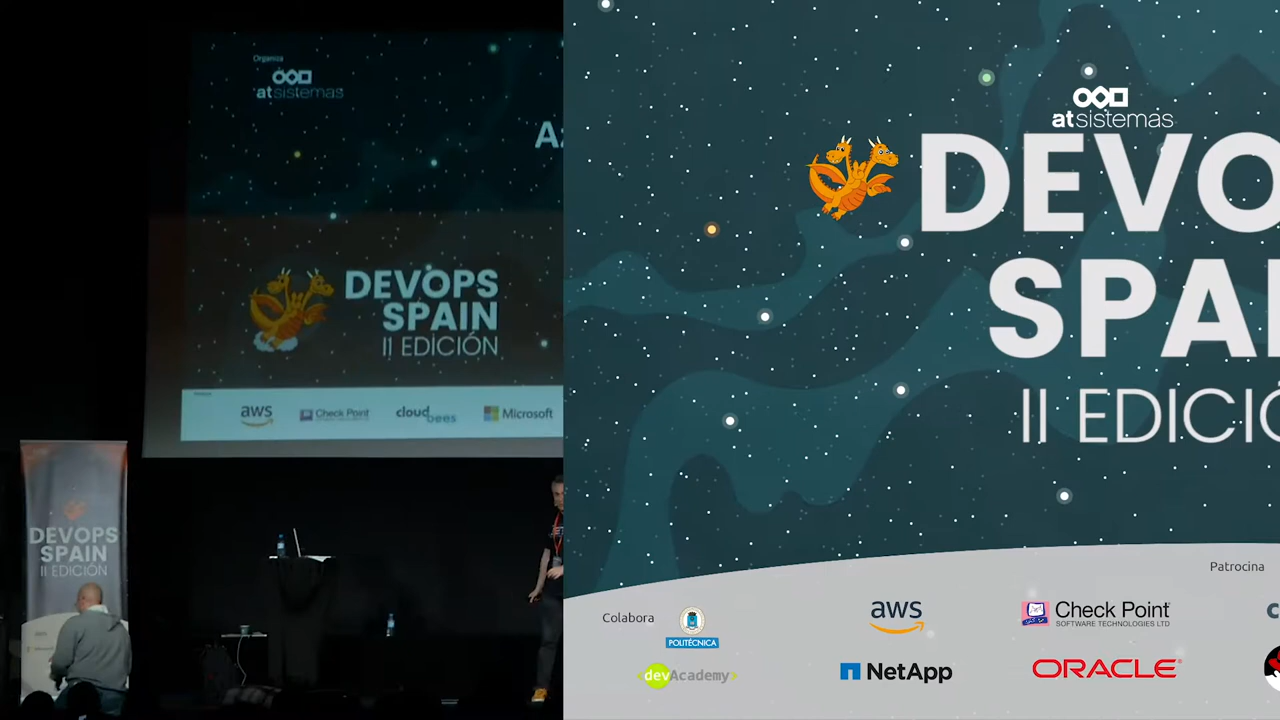 Organiza
atsistemas
Az
DEVOPS
SPAIN
II EDICIÓN
aws
Check Point
cloudbees
Microsoft
DEVOPS
SPAIN
II EDICIÓN
atsistemas
DEVO
SPAI
II EDICIÓ
Patrocina
Colabora
POLITÉCNICA
aws
Check Point
SOFTWARE TECHNOLOGIES LTD
c
<devAcademy>
NetApp
ORACLE